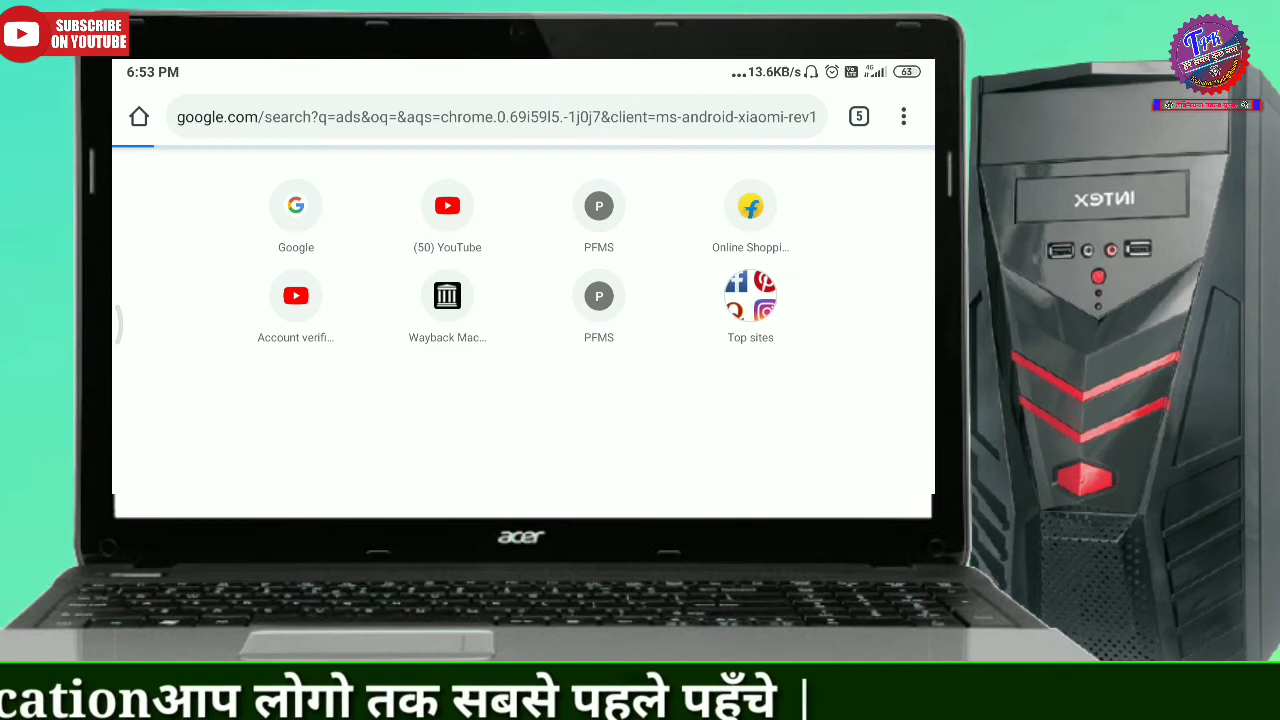 SUBSCRIBE
ON YOUTUBE
6:53 PM
...13.6KB/s
4G
63
google.com/search?q=ads&oq=&aqs=chrome.0.69i59l5.-1j0j7&client=ms-android-xiaomi-rev1
5
Google
(50) YouTube
P
PFMS
Online Shoppi...
Account verifi...
Wayback Mac...
P
PFMS
Top sites
acer
INTEX
cationआप लोगो तक सबसे पहले पहुँचे |